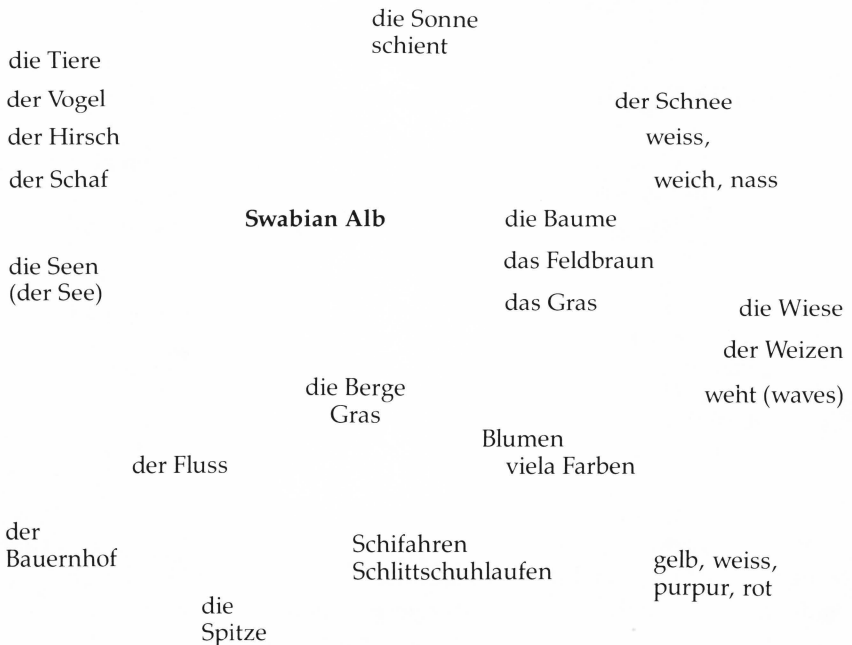 die Sonne
schient
die Tiere
der Vogel
der Schnee
der Hirsch
weiss,
der Schaf
weich, nass
Swabian Alb
die Baume
die Seen
(der See)
das Feldbraun
das Gras
die Wiese
der Weizen
die Berge
Gras
weht (waves)
Blumen
viela Farben
der Fluss
der
Bauernhof
Schifahren
Schlittschuhlaufen
gelb, weiss,
purpur, rot
die
Spitze